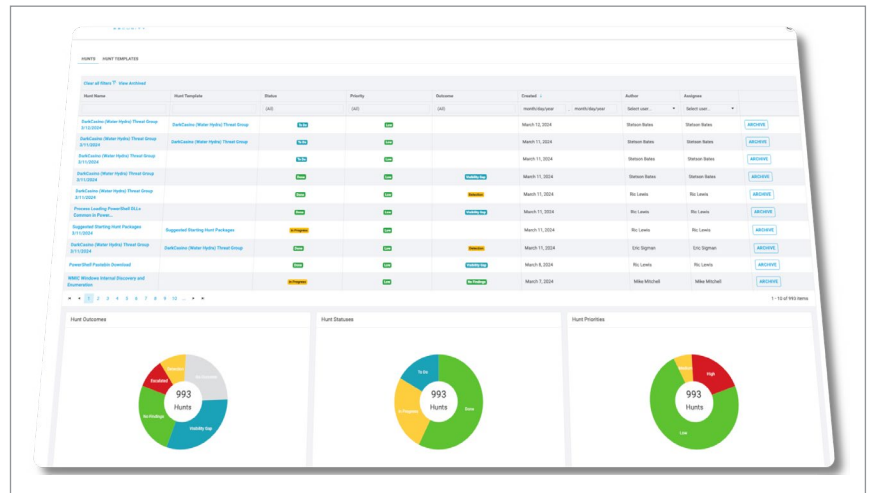 HUNTS HUNT TEMPLATES
Clear all filters View Archived
Hunt Name Hunt Template Status Priority Outcome Created Author Assignee
(All) (All) (All) month/day/year ... month/day/year Select user... Select user...
DarkCasino (Water Hydra) Threat Group
3/12/2024 DarkCasino (Water Hydra) Threat Group To Do Low March 12, 2024 Stetson Bates Stetson Bates ARCHIVE
DarkCasino (Water Hydra) Threat Group
3/11/2024 DarkCasino (Water Hydra) Threat Group To Do Low March 11, 2024 Stetson Bates Stetson Bates ARCHIVE
DarkCasino (Water Hydra) Threat Group
3/11/2024 To Do Low March 11, 2024 Stetson Bates Stetson Bates ARCHIVE
DarkCasino (Water Hydra) Threat Group
3/11/2024 Done Low Visibility Gap March 11, 2024 Stetson Bates Stetson Bates ARCHIVE
DarkCasino (Water Hydra) Threat Group
3/11/2024 Done Low Detection March 11, 2024 Ric Lewis Ric Lewis ARCHIVE
Process Loading PowerShell DLLs
Common in Power... Done Low Visibility Gap March 11, 2024 Ric Lewis Ric Lewis ARCHIVE
Suggested Starting Hunt Packages
3/11/2024 Suggested Starting Hunt Packages In Progress Low March 11, 2024 Ric Lewis Ric Lewis ARCHIVE
DarkCasino (Water Hydra) Threat Group
3/11/2024 DarkCasino (Water Hydra) Threat Group Done Low Detection March 11, 2024 Eric Sigman Eric Sigman ARCHIVE
PowerShell Pastebin Download Done Low Visibility Gap March 8, 2024 Ric Lewis Ric Lewis ARCHIVE
WMIC Windows Internal Discovery and
Enumeration In Progress Low No Findings March 7, 2024 Mike Mitchell Mike Mitchell ARCHIVE
1 2 3 4 5 6 7 8 9 10 ... 1 - 10 of 993 items
Hunt Outcomes Hunt Statuses Hunt Priorities
Detection
Escalated
No Findings
Visibility Gap
993
Hunts
To Do
In Progress
Done
993
Hunts
High
Low
993
Hunts